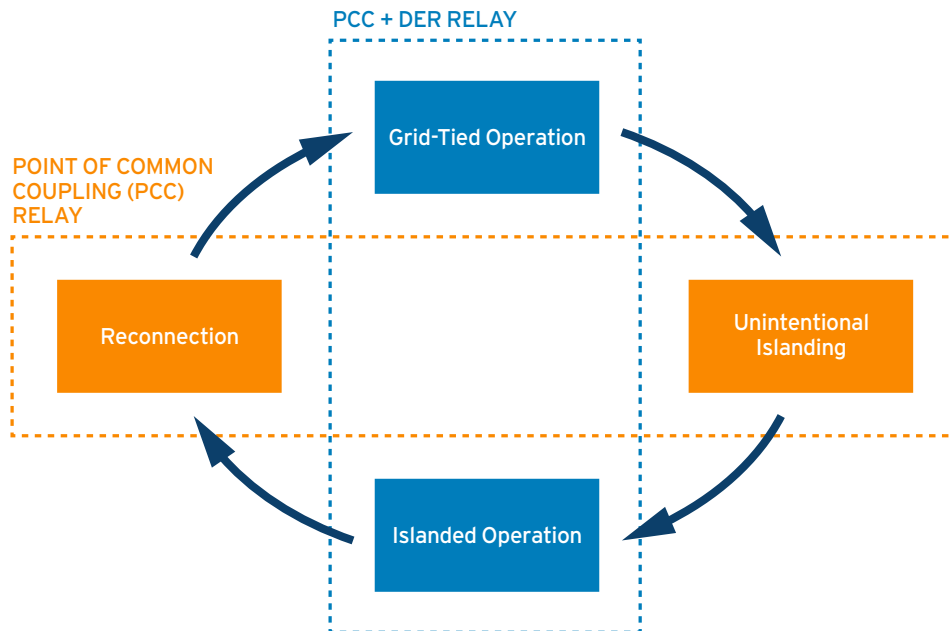 PCC + DER RELAY
Grid-Tied Operation
POINT OF COMMON
COUPLING (PCC)
RELAY
Reconnection
Unintentional
Islanding
Islanded Operation